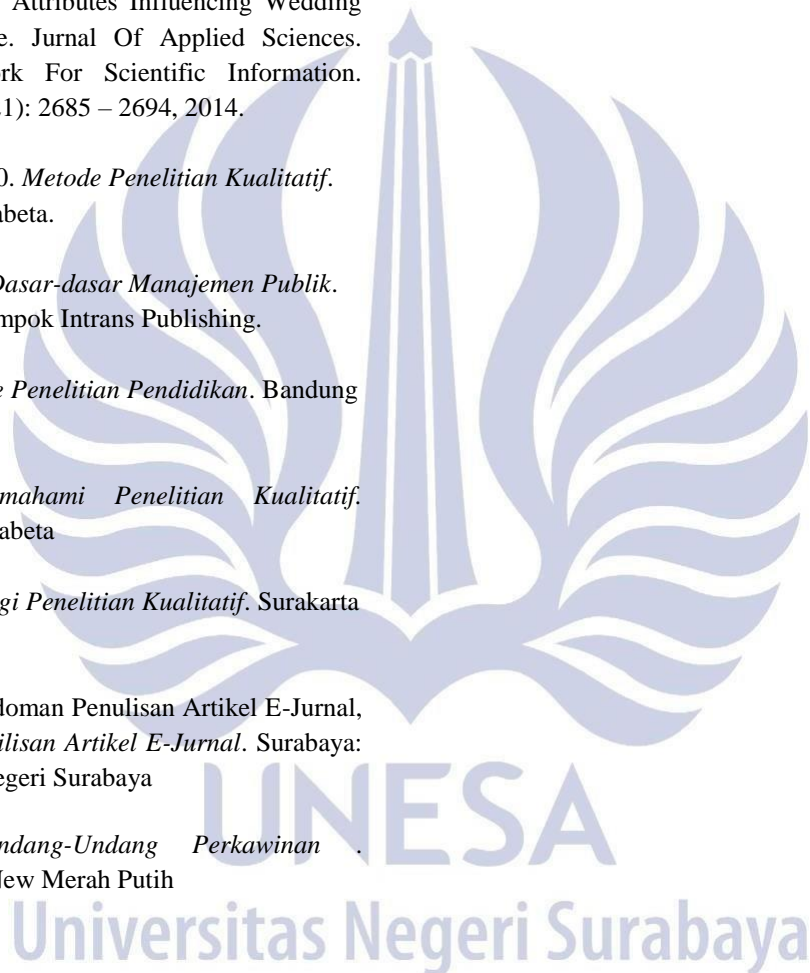 Attributes Influencing Wedding
e. Jurnal Of Applied Sciences.
ork For Scientific Information.
1): 2685 – 2694, 2014.
0. Metode Penelitian Kualitatif.
abeta.
Dasar-dasar Manajemen Publik.
mpok Intrans Publishing.
e Penelitian Pendidikan. Bandung
mahami Penelitian Kualitatif.
abeta
gi Penelitian Kualitatif. Surakarta
doman Penulisan Artikel E-Jurnal,
ilisan Artikel E-Jurnal. Surabaya:
egeri Surabaya
ndang-Undang Perkawinan .
New Merah Putih
UNESA
Universitas Negeri Surabaya